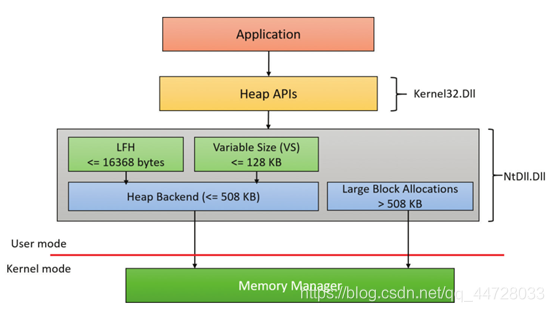 Application
Heap APIs
Kernel32.Dll
LFH
<= 16368 bytes
Variable Size (VS)
<= 128 KB
Heap Backend (<= 508 KB)
Large Block Allocations
> 508 KB
NtDll.Dll
User mode
Kernel mode
Memory Manager
https://blog.csdn.net/qq_44728033